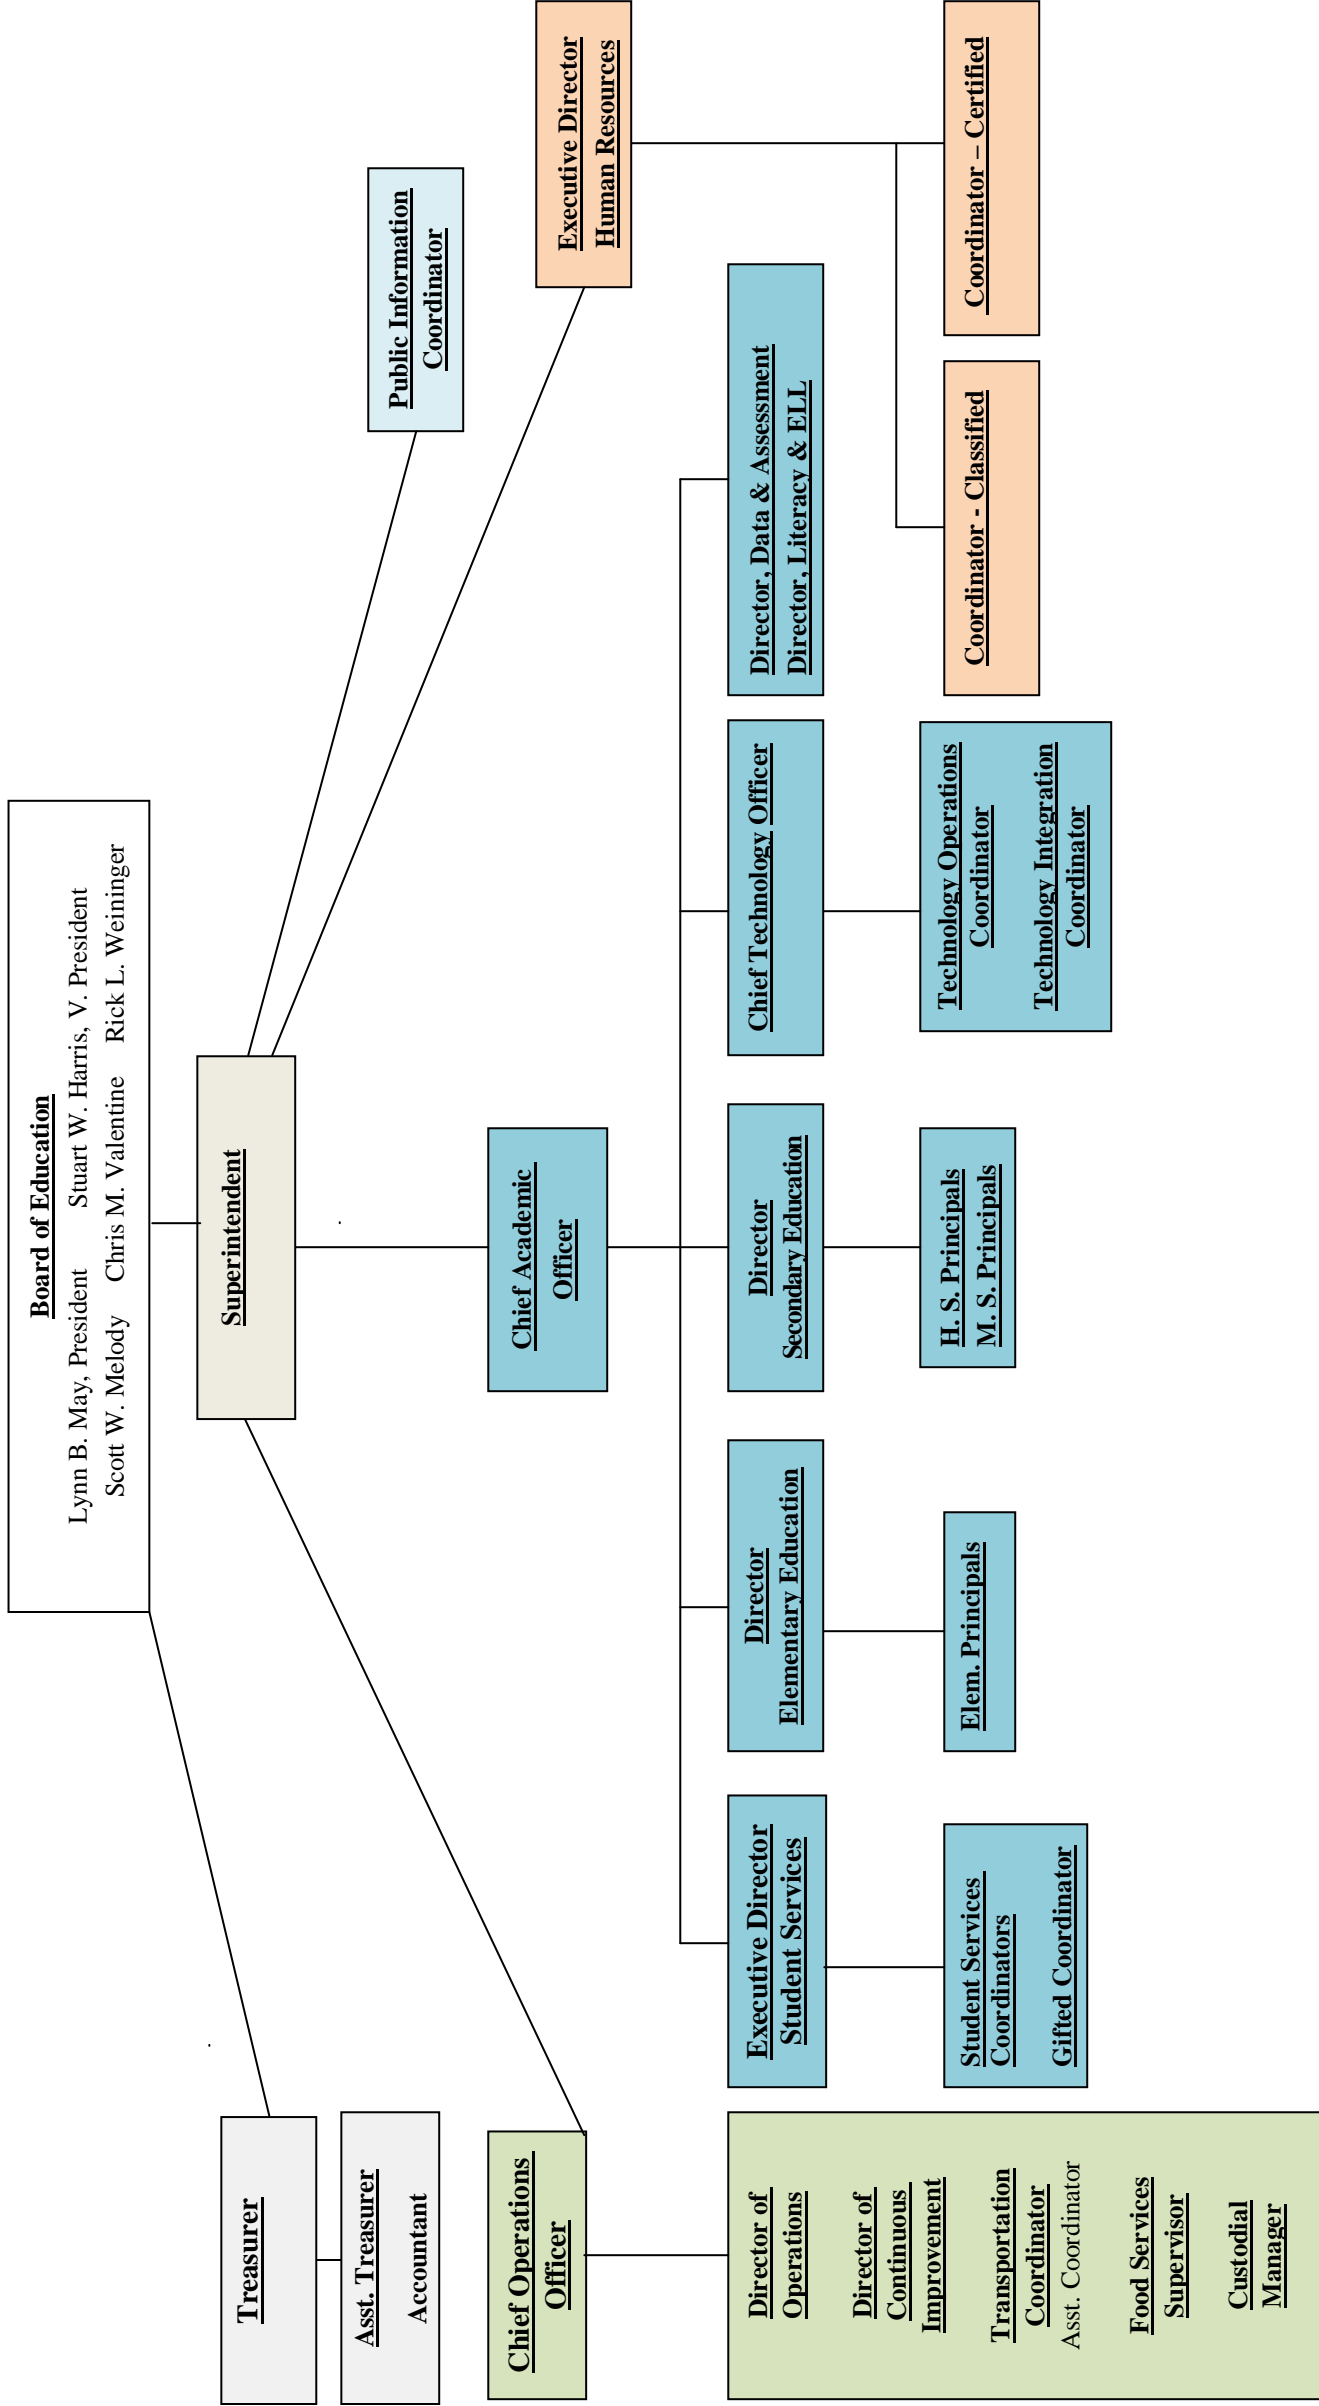 Board of Education
Lynn B. May, President Stuart W. Harris, V. President
Scott W. Melody Chris M. Valentine Rick L. Weininger
Treasurer
Asst. Treasurer
Accountant
Superintendent
Public Information
Coordinator
Chief Operations
Officer
Chief Academic
Officer
Executive Director
Human Resources
Director of
Operations
Director of
Continuous
Improvement
Transportation
Coordinator
Asst. Coordinator
Food Services
Supervisor
Custodial
Manager
Executive Director
Student Services
Director
Elementary Education
Director
Secondary Education
Chief Technology Officer
Director, Data & Assessment
Director, Literacy & ELL
Student Services
Coordinators
Gifted Coordinator
Elem. Principals
H. S. Principals
M. S. Principals
Technology Operations
Coordinator
Technology Integration
Coordinator
Coordinator - Classified
Coordinator – Certified